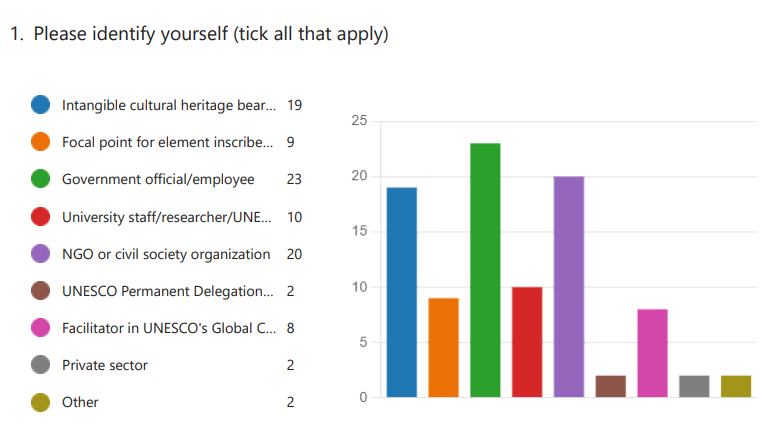 1. Please identify yourself (tick all that apply)
Intangible cultural heritage bear... 19
Focal point for element inscribe... 9
Government official/employee 23
University staff/researcher/UNE... 10
NGO or civil society organization 20
UNESCO Permanent Delegation... 2
Facilitator in UNESCO's Global C... 8
Private sector 2
Other 2
25
20
15
10
5
0